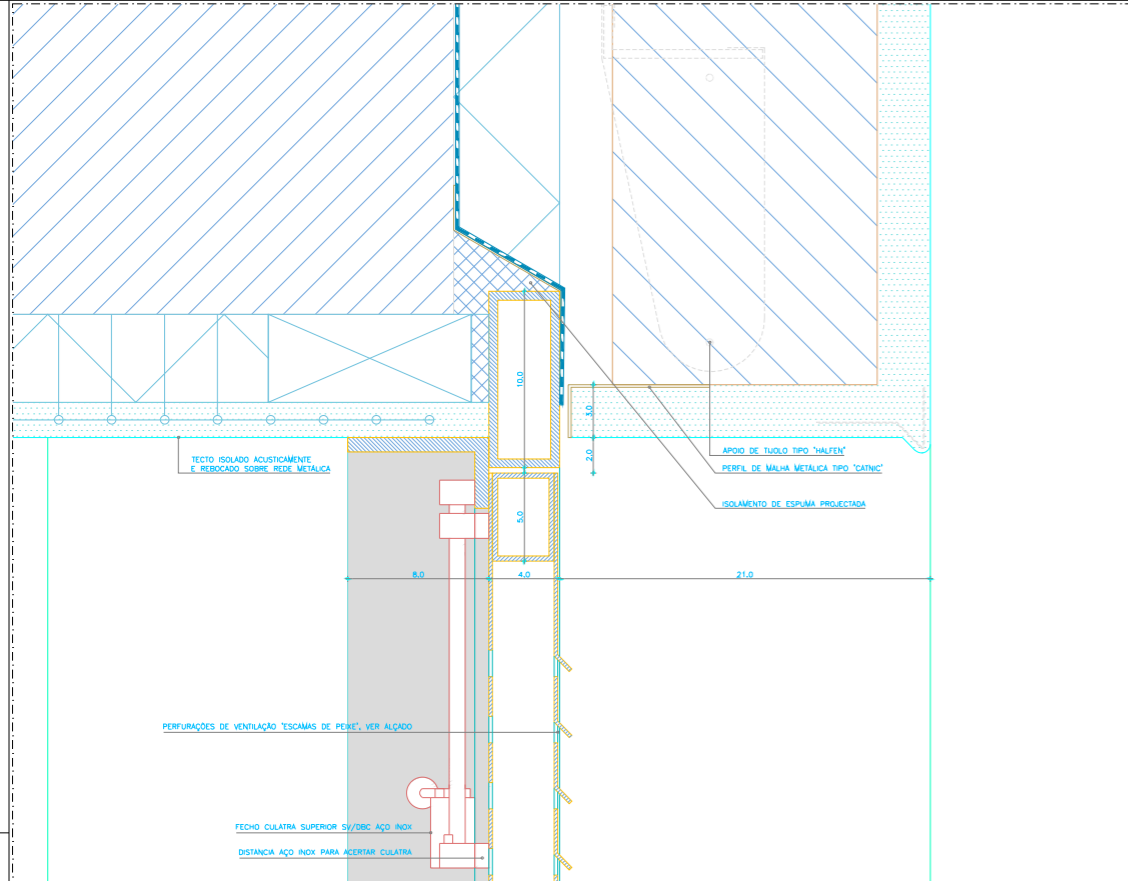 10.0
3.0
2.0
TECTO ISOLADO ACUSTICAMENTE
E REBOCADO SOBRE REDE METÁLICA
APOIO DE TIJOLO TIPO "HALFEN"
PERFIL DE MALHA METÁLICA TIPO "CATNIC"
ISOLAMENTO DE ESPUMA PROJECTADA
5.0
8.0
4.0
21.0
PERFURAÇÕES DE VENTILAÇÃO "ESCAMAS DE PEIXE", VER ALÇADO
FECHO CULATRA SUPERIOR SV/DBC AÇO INOX
DISTANCIA AÇO INOX PARA ACERTAR CULATRA